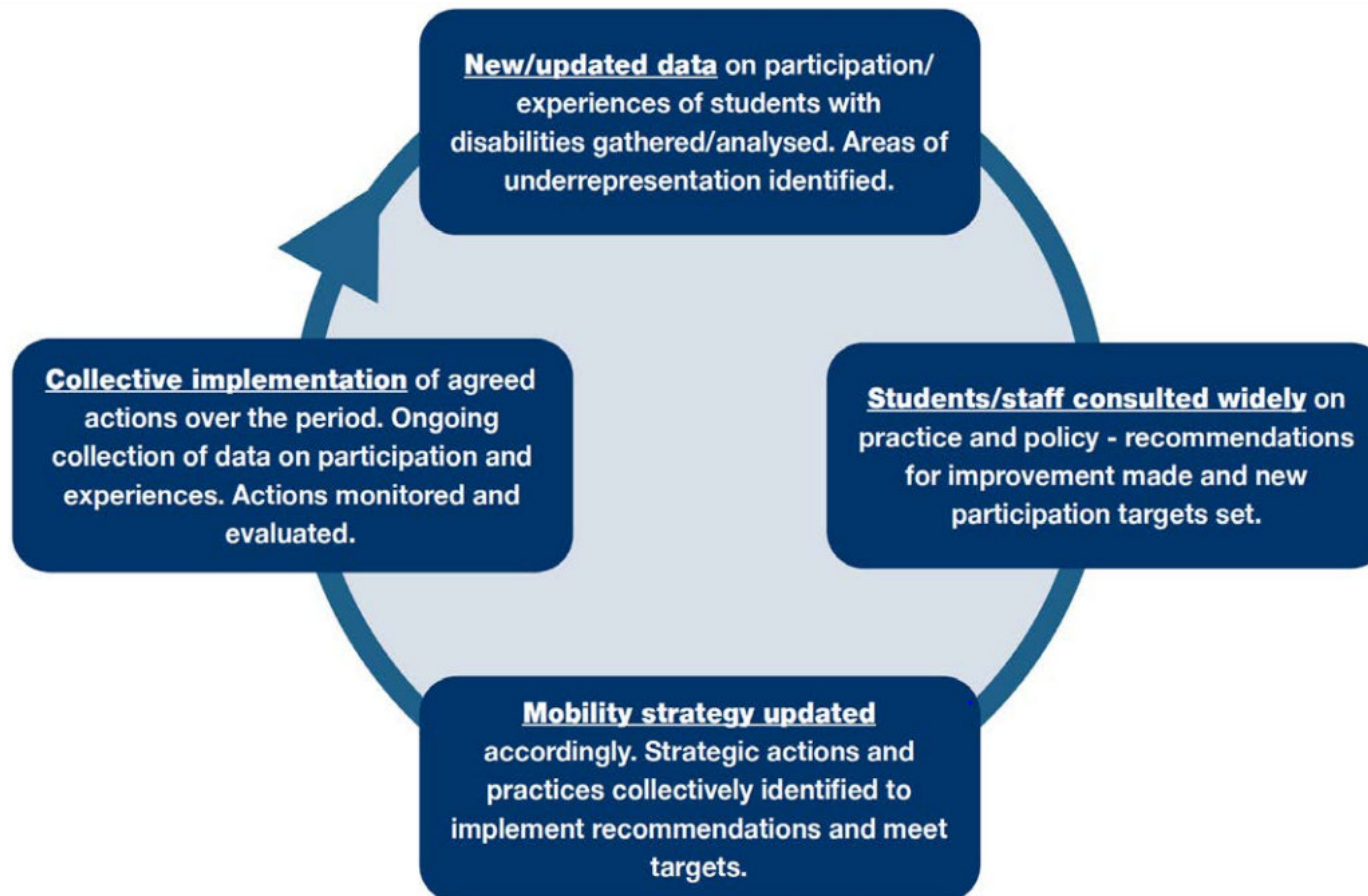 New/updated data on participation/
experiences of students with
disabilities gathered/analysed. Areas of
underrepresentation identified.
Students/staff consulted widely on
practice and policy - recommendations
for improvement made and new
participation targets set.
Mobility strategy updated
accordingly. Strategic actions and
practices collectively identified to
implement recommendations and meet
targets.
Collective implementation of agreed
actions over the period. Ongoing
collection of data on participation and
experiences. Actions monitored and
evaluated.